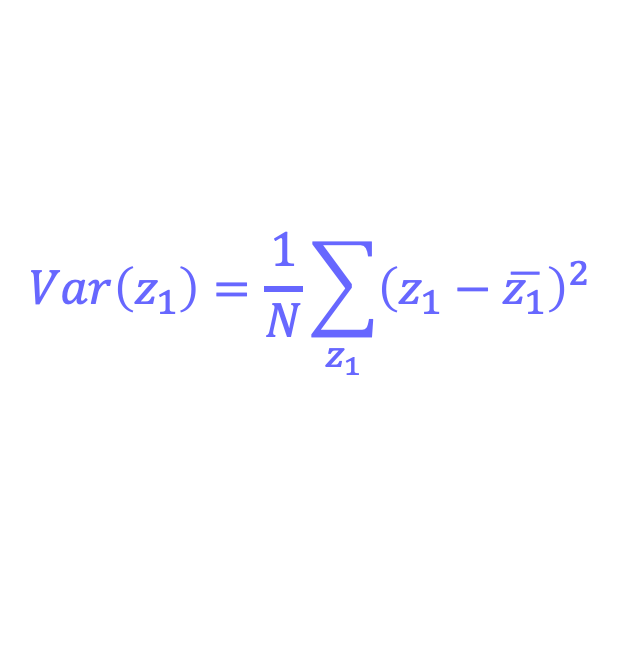 Var(z₁) = 1/N ∑_{z₁} (z₁ − z̅₁)²